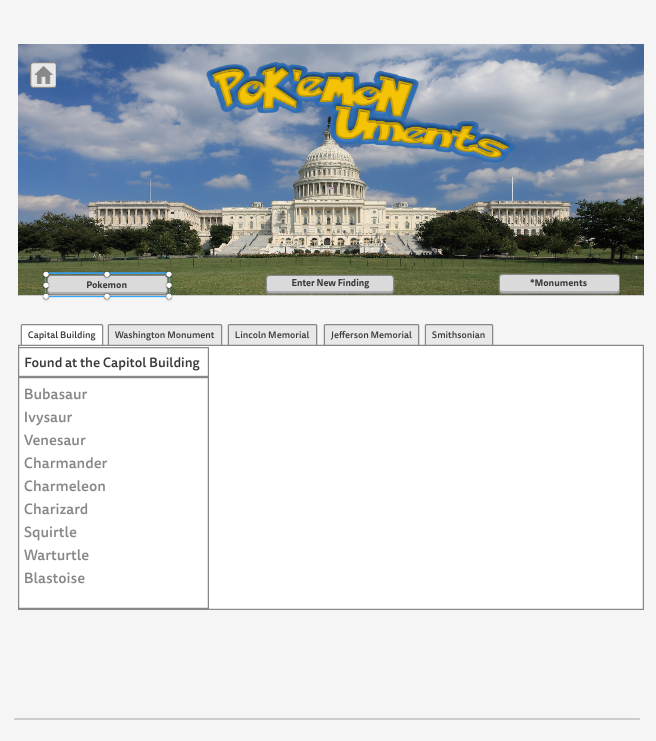 Pok'emoN
Uments
Pokemon
Enter New Finding
*Monuments
Capital Building
Washington Monument
Lincoln Memorial
Jefferson Memorial
Smithsonian
Found at the Capitol Building
Bubasaur
Ivysaur
Venesaur
Charmander
Charmeleon
Charizard
Squirtle
Warturtle
Blastoise